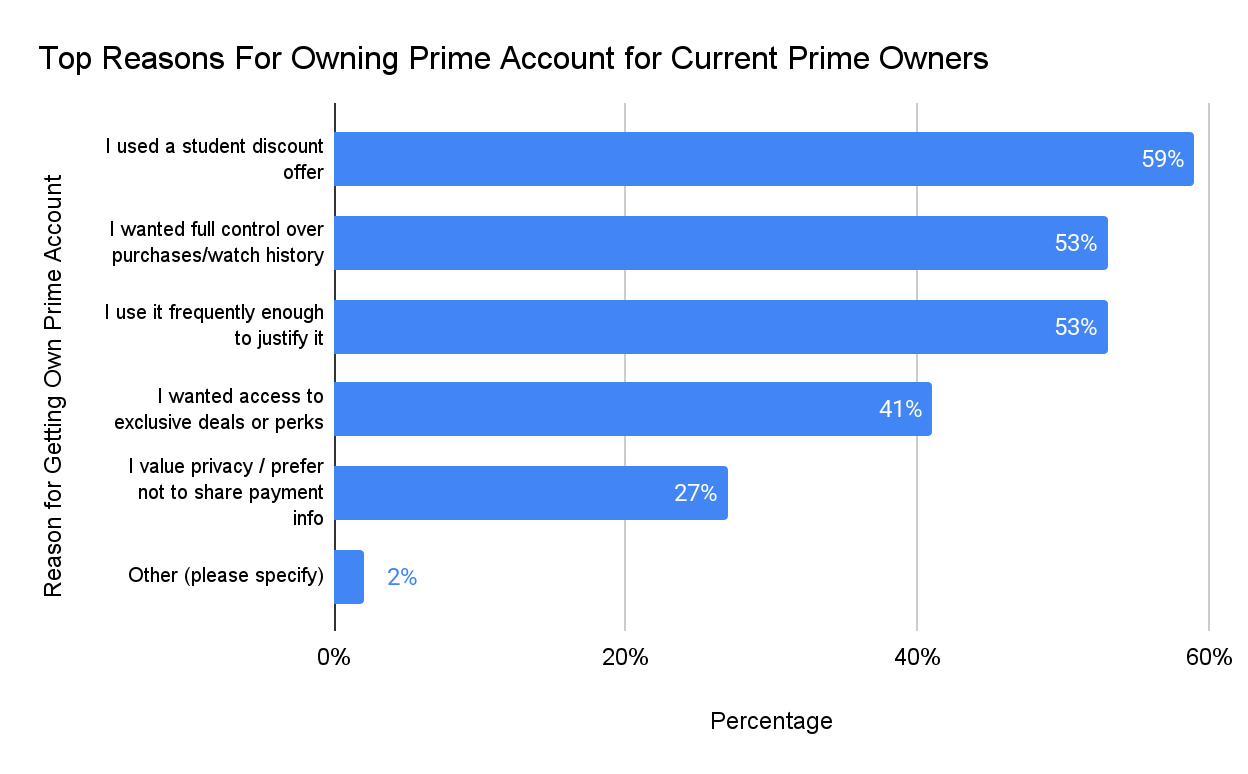 Top Reasons For Owning Prime Account for Current Prime Owners
Reason for Getting Own Prime Account
I used a student discount
offer
59%
I wanted full control over
purchases/watch history
53%
I use it frequently enough
to justify it
53%
I wanted access to
exclusive deals or perks
41%
I value privacy / prefer
not to share payment
info
27%
Other (please specify)
2%
0%
20%
40%
60%
Percentage